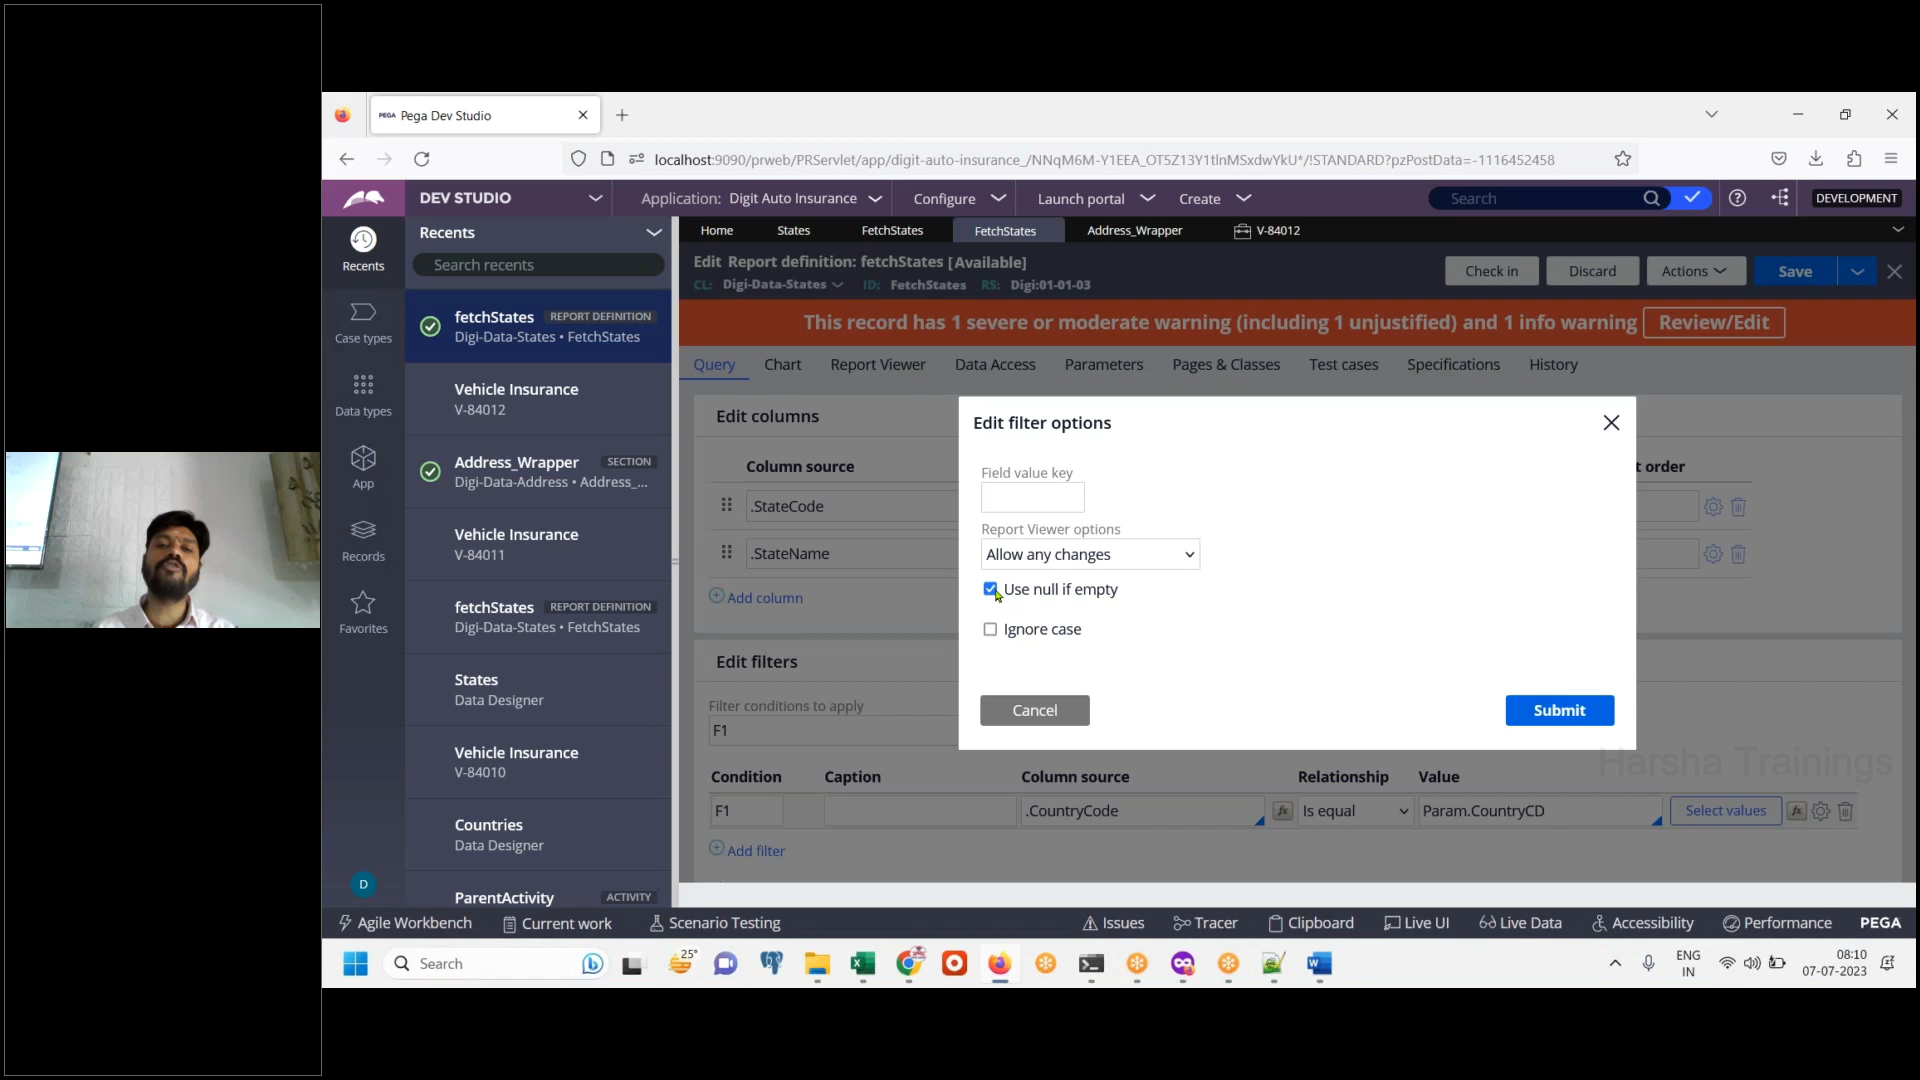 PEGA Pega Dev Studio
localhost:9090/prweb/PRServlet/app/digit-auto-insurance_/NNqM6M-Y1EEA_OT5Z13Y1tlnMSxdwYkU*/!STANDARD?pzPostData=-1116452458
DEV STUDIO
Application: Digit Auto Insurance
Configure
Launch portal
Create
Search
DEVELOPMENT
Recents
Recents
Search recents
Home
States
FetchStates
FetchStates
Address_Wrapper
V-84012
Edit Report definition: fetchStates [Available]
CL: Digi-Data-States ID: FetchStates RS: Digi:01-01-03
Check in
Discard
Actions
Save
This record has 1 severe or moderate warning (including 1 unjustified) and 1 info warning
Review/Edit
Query
Chart
Report Viewer
Data Access
Parameters
Pages & Classes
Test cases
Specifications
History
Case types
Data types
App
Records
Favorites
D
fetchStates REPORT DEFINITION
Digi-Data-States • FetchStates
Vehicle Insurance
V-84012
Address_Wrapper SECTION
Digi-Data-Address • Address_...
Vehicle Insurance
V-84011
fetchStates REPORT DEFINITION
Digi-Data-States • FetchStates
States
Data Designer
Vehicle Insurance
V-84010
Countries
Data Designer
ParentActivity ACTIVITY
Edit columns
Column source
t order
.StateCode
.StateName
Add column
Edit filter options
Field value key
Report Viewer options
Allow any changes
Use null if empty
Ignore case
Cancel
Submit
Edit filters
Filter conditions to apply
F1
Harsha Trainings
Condition Caption Column source Relationship Value
F1 .CountryCode fx Is equal Param.CountryCD Select values fx
Add filter
Agile Workbench
Current work
Scenario Testing
Issues
Tracer
Clipboard
Live UI
Live Data
Accessibility
Performance
PEGA
Search
25°
ENG
IN
08:10
07-07-2023